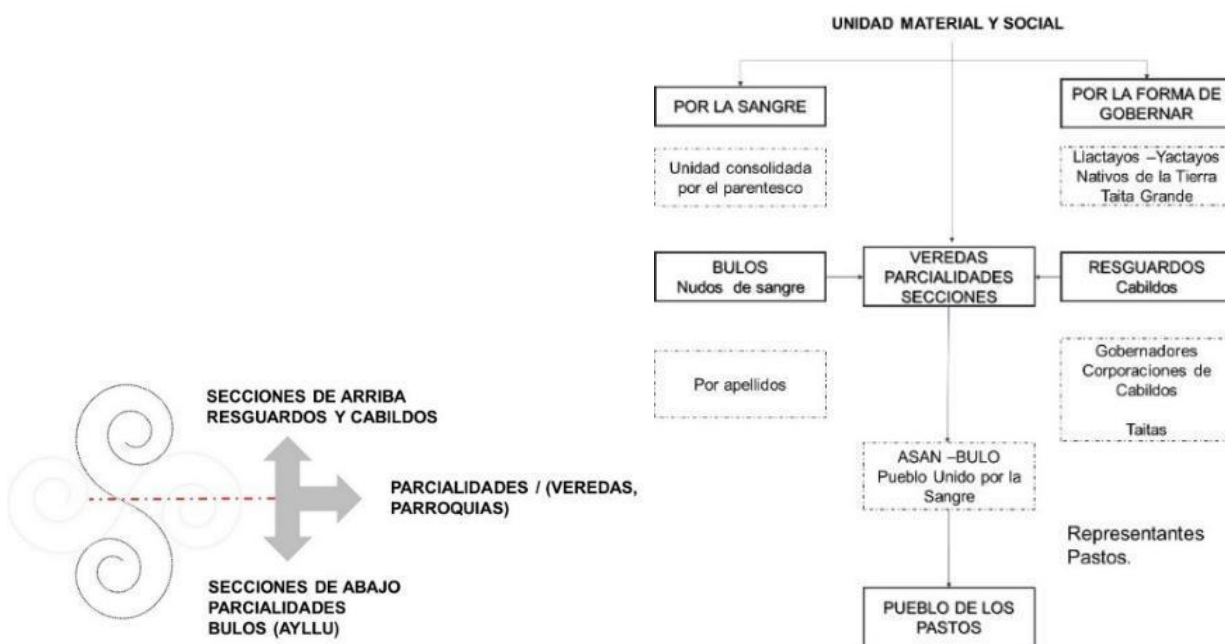 SECCIONES DE ARRIBA
RESGUARDOS Y CABILDOS
PARCIALIDADES / (VEREDAS,
PARROQUIAS)
SECCIONES DE ABAJO
PARCIALIDADES
BULOS (AYLLU)
UNIDAD MATERIAL Y SOCIAL
POR LA SANGRE
POR LA FORMA DE
GOBERNAR
Unidad consolidada
por el parentesco
Llactayos –Yactayos
Nativos de la Tierra
Taita Grande
BULOS
Nudos de sangre
VEREDAS
PARCIALIDADES
SECCIONES
RESGUARDOS
Cabildos
Por apellidos
Gobernadores
Corporaciones de
Cabildos
Taitas
ASAN –BULO
Pueblo Unido por la
Sangre
Representantes
Pastos.
PUEBLO DE LOS
PASTOS